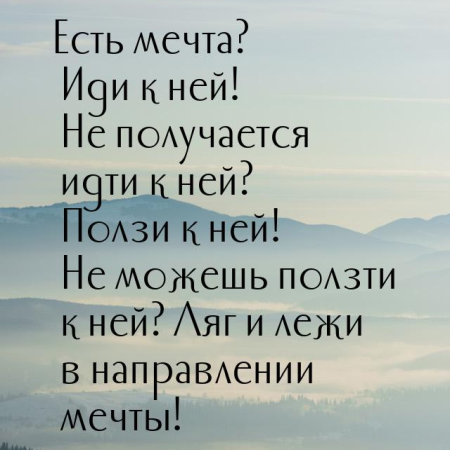 Есть мечта?
Иди к ней!
Не получается
идти к ней?
Ползи к ней!
Не можешь ползти
к ней? Ляг и лежи
в направлении
мечты!